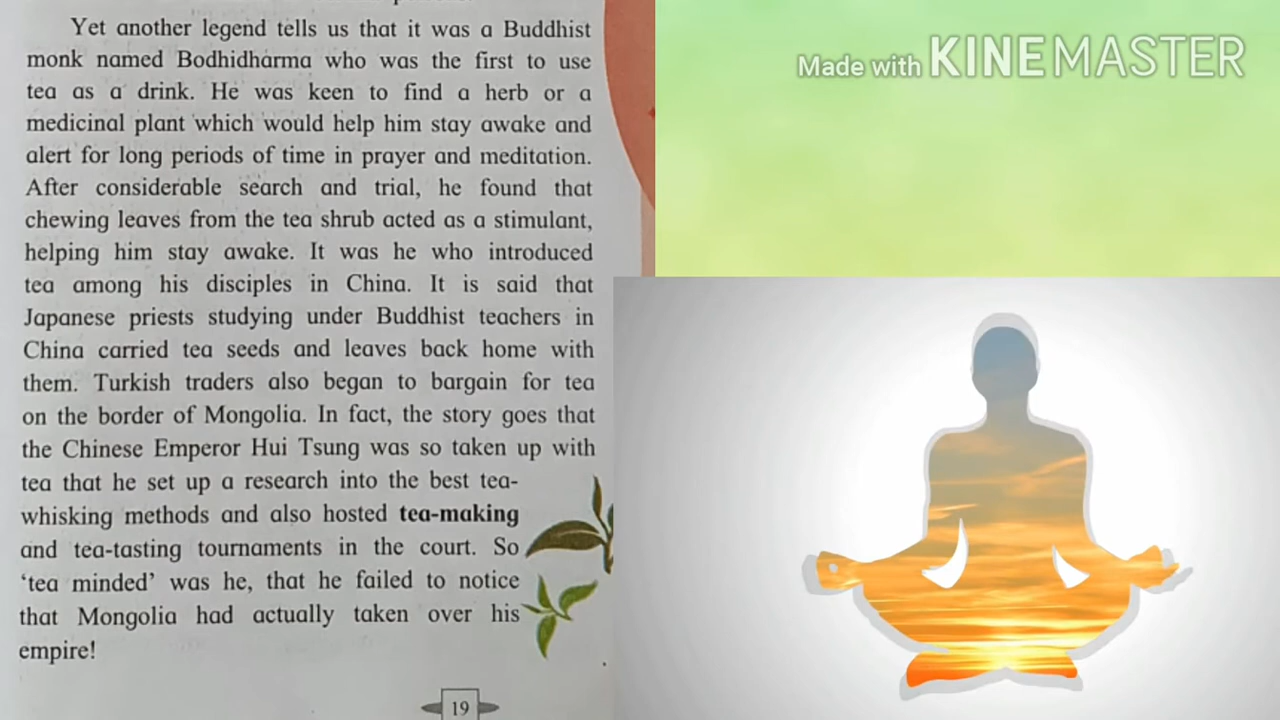 Yet another legend tells us that it was a Buddhist
monk named Bodhidharma who was the first to use
tea as a drink. He was keen to find a herb or a
medicinal plant which would help him stay awake and
alert for long periods of time in prayer and meditation.
After considerable search and trial, he found that
chewing leaves from the tea shrub acted as a stimulant,
helping him stay awake. It was he who introduced
tea among his disciples in China. It is said that
Japanese priests studying under Buddhist teachers in
China carried tea seeds and leaves back home with
them. Turkish traders also began to bargain for tea
on the border of Mongolia. In fact, the story goes that
the Chinese Emperor Hui Tsung was so taken up with
tea that he set up a research into the best tea-
whisking methods and also hosted tea-making
and tea-tasting tournaments in the court. So
‘tea minded’ was he, that he failed to notice
that Mongolia had actually taken over his
empire!
19
Made with KINEMASTER